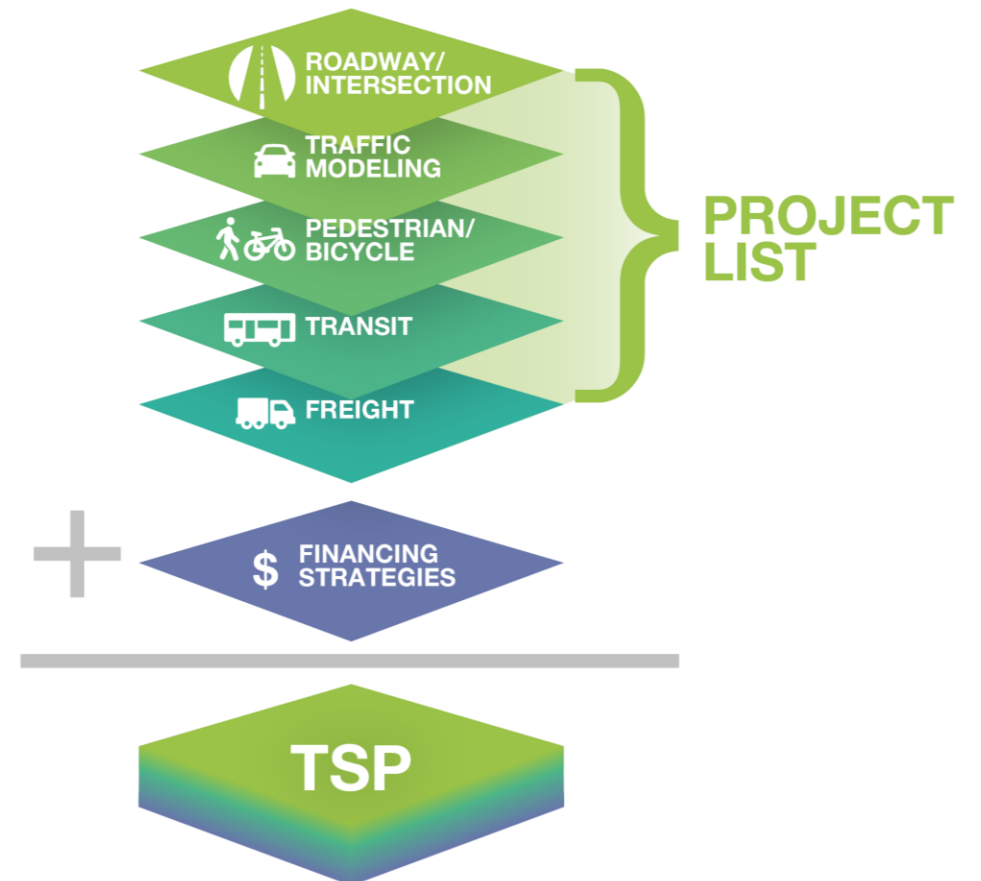 ROADWAY/
INTERSECTION
TRAFFIC
MODELING
PEDESTRIAN/
BICYCLE
TRANSIT
FREIGHT
PROJECT
LIST
+
$ FINANCING
STRATEGIES
TSP